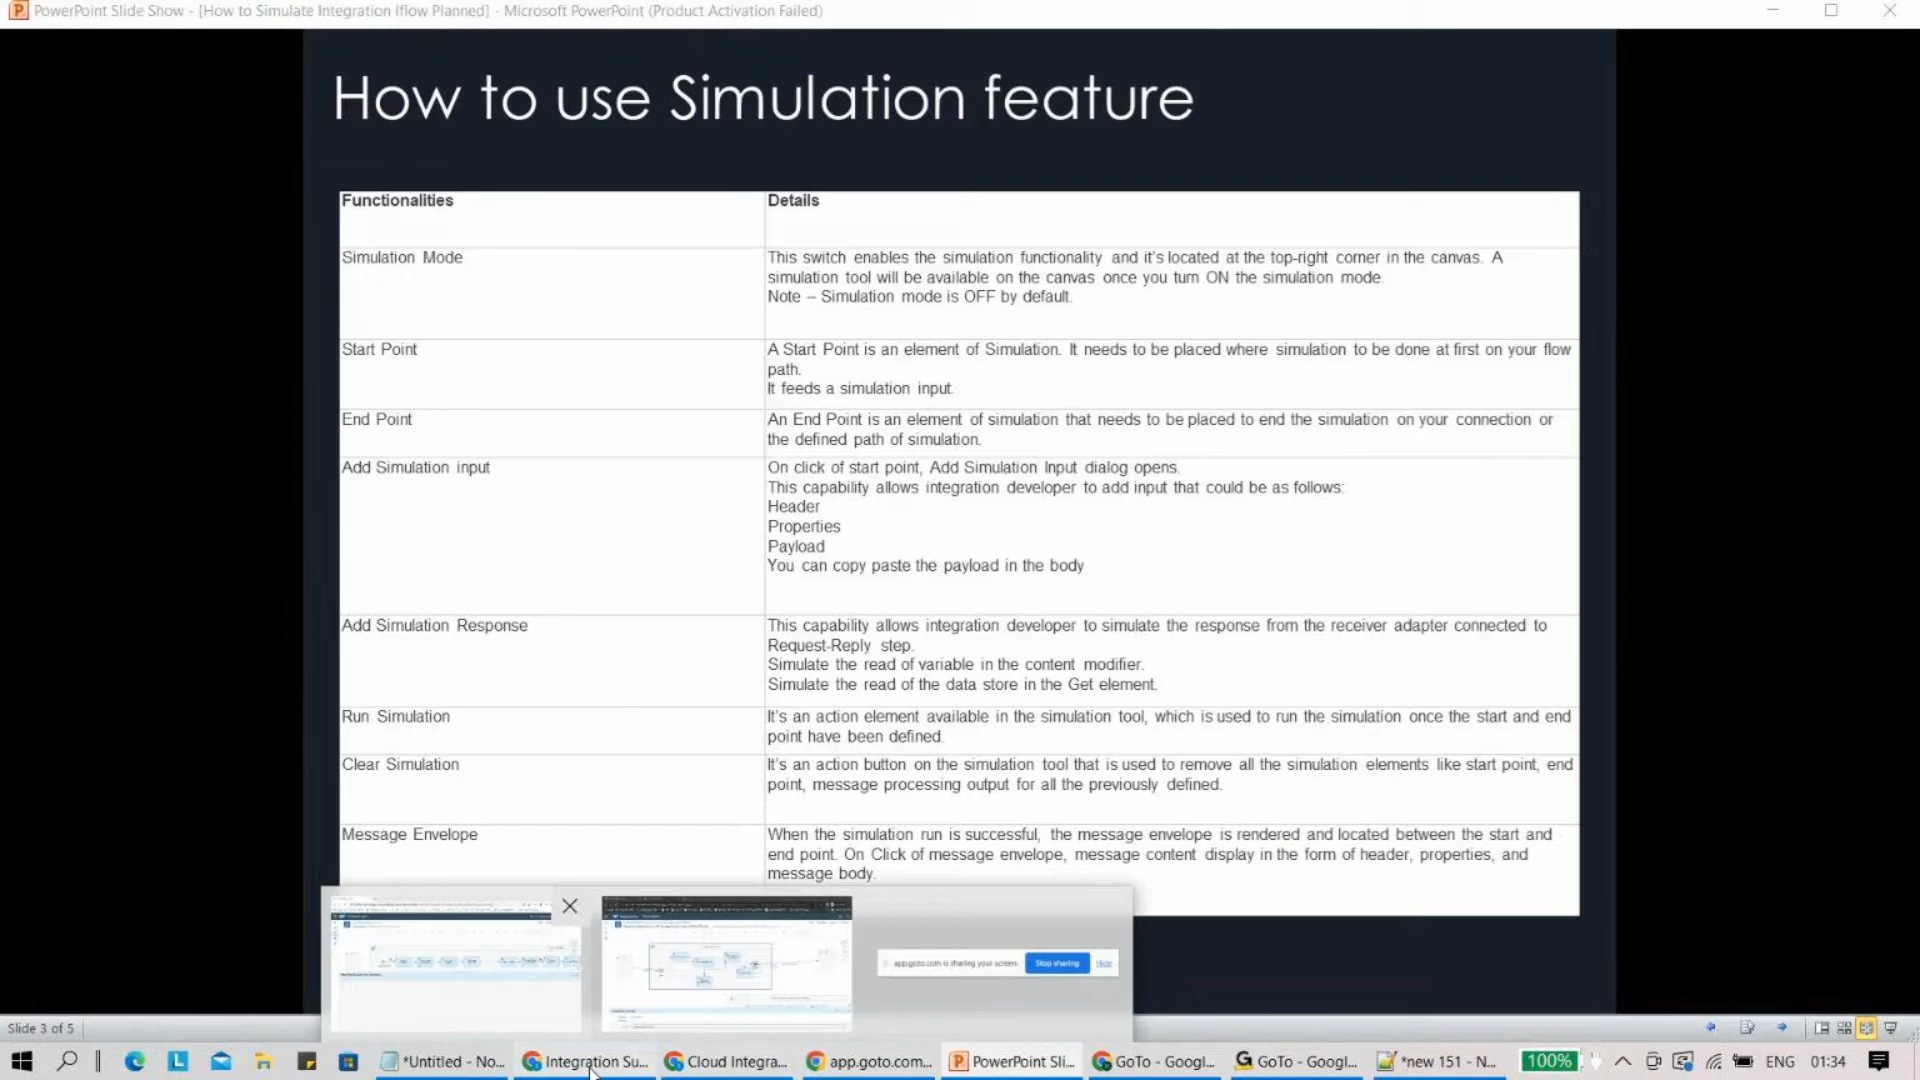 PowerPoint Slide Show - [How to Simulate Integration Iflow Planned] - Microsoft PowerPoint (Product Activation Failed)
How to use Simulation feature
Functionalities
Details
Simulation Mode
This switch enables the simulation functionality and it's located at the top-right corner in the canvas. A
simulation tool will be available on the canvas once you turn ON the simulation mode.
Note – Simulation mode is OFF by default.
Start Point
A Start Point is an element of Simulation. It needs to be placed where simulation to be done at first on your flow
path.
It feeds a simulation input.
End Point
An End Point is an element of simulation that needs to be placed to end the simulation on your connection or
the defined path of simulation.
Add Simulation input
On click of start point, Add Simulation Input dialog opens.
This capability allows integration developer to add input that could be as follows:
Header
Properties
Payload
You can copy paste the payload in the body
Add Simulation Response
This capability allows integration developer to simulate the response from the receiver adapter connected to
Request-Reply step.
Simulate the read of variable in the content modifier.
Simulate the read of the data store in the Get element.
Run Simulation
It's an action element available in the simulation tool, which is used to run the simulation once the start and end
point have been defined.
Clear Simulation
It's an action button on the simulation tool that is used to remove all the simulation elements like start point, end
point, message processing output for all the previously defined.
Message Envelope
When the simulation run is successful, the message envelope is rendered and located between the start and
end point. On Click of message envelope, message content display in the form of header, properties, and
message body.
app.goto.com is sharing your screen. Stop sharing Hide
Slide 3 of 5
*Untitled - No... Integration Su... Cloud Integra... app.goto.com... PowerPoint Sli... GoTo - Googl... GoTo - Googl... *new 151 - N... 100% ENG 01:34